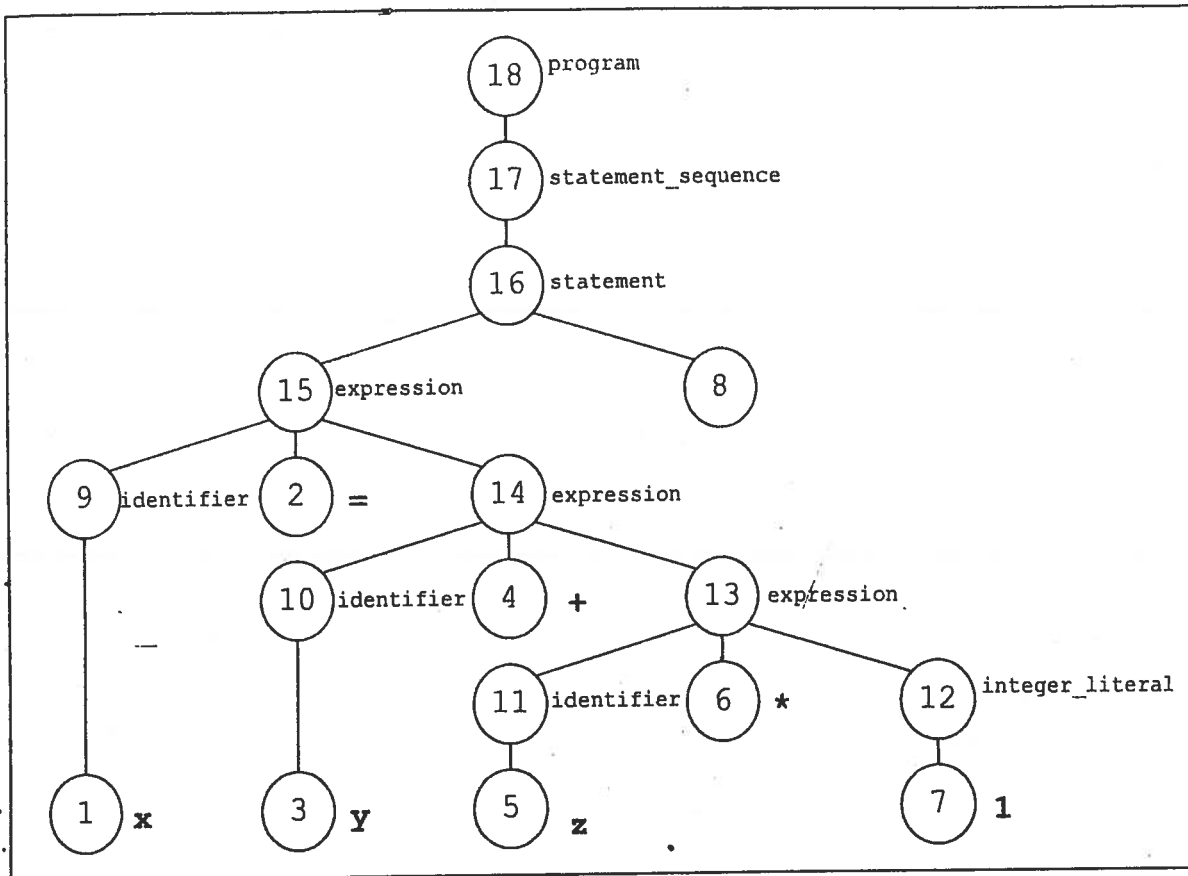 18 program
17 statement_sequence
16 statement
15 expression
8
9 identifier 2 = 14 expression
10 identifier 4 + 13 expression
11 identifier 6 * 12 integer_literal
1 x 3 y 5 z 7 1